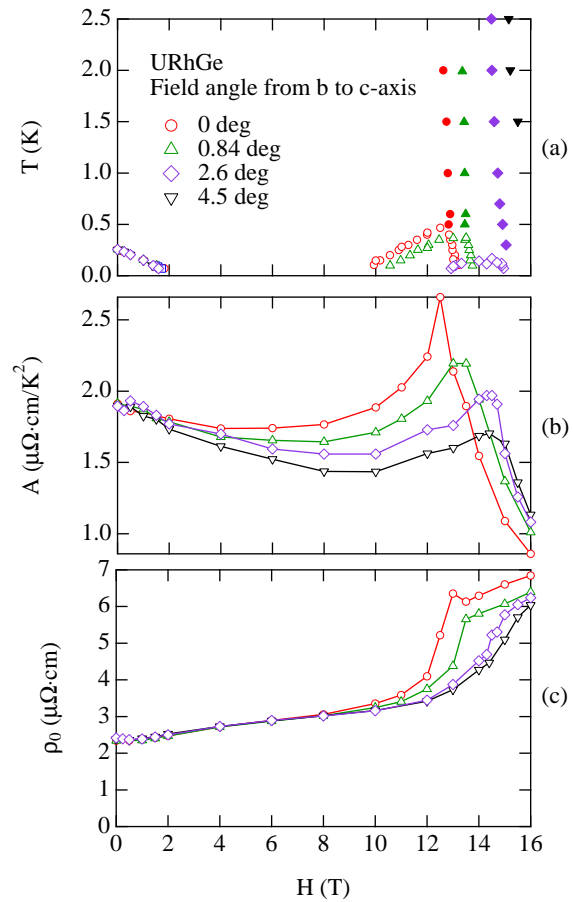 2.5
2.0
1.5
1.0
0.5
0.0
T (K)
URhGe
Field angle from b to c-axis
0 deg
0.84 deg
2.6 deg
4.5 deg
(a)
2.5
2.0
1.5
1.0
A (μΩ·cm/K²)
(b)
7
6
5
4
3
2
1
0
ρ₀ (μΩ·cm)
(c)
0 2 4 6 8 10 12 14 16
H (T)